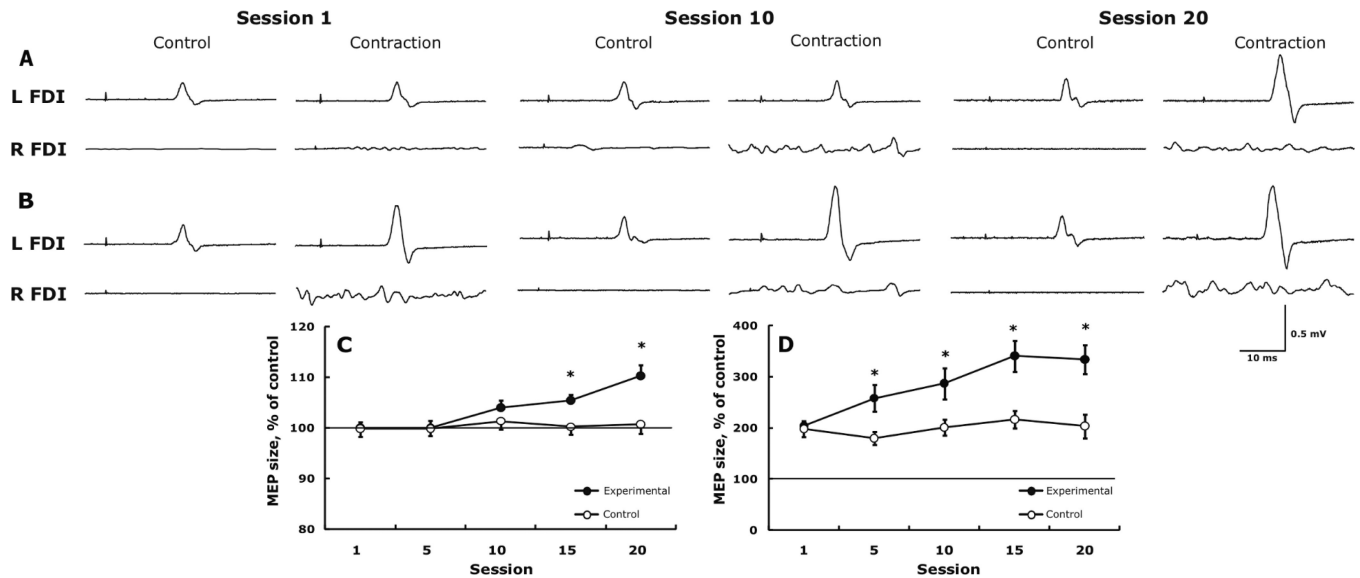 Session 1 Session 10 Session 20
Control Contraction Control Contraction Control Contraction
A
L FDI
R FDI
B
L FDI
R FDI
0.5 mV
10 ms
C
MEP size, % of control
120
110
100
90
80
* *
Experimental
Control
1 5 10 15 20
Session
D
MEP size, % of control
400
300
200
100
0
* * * *
Experimental
Control
1 5 10 15 20
Session